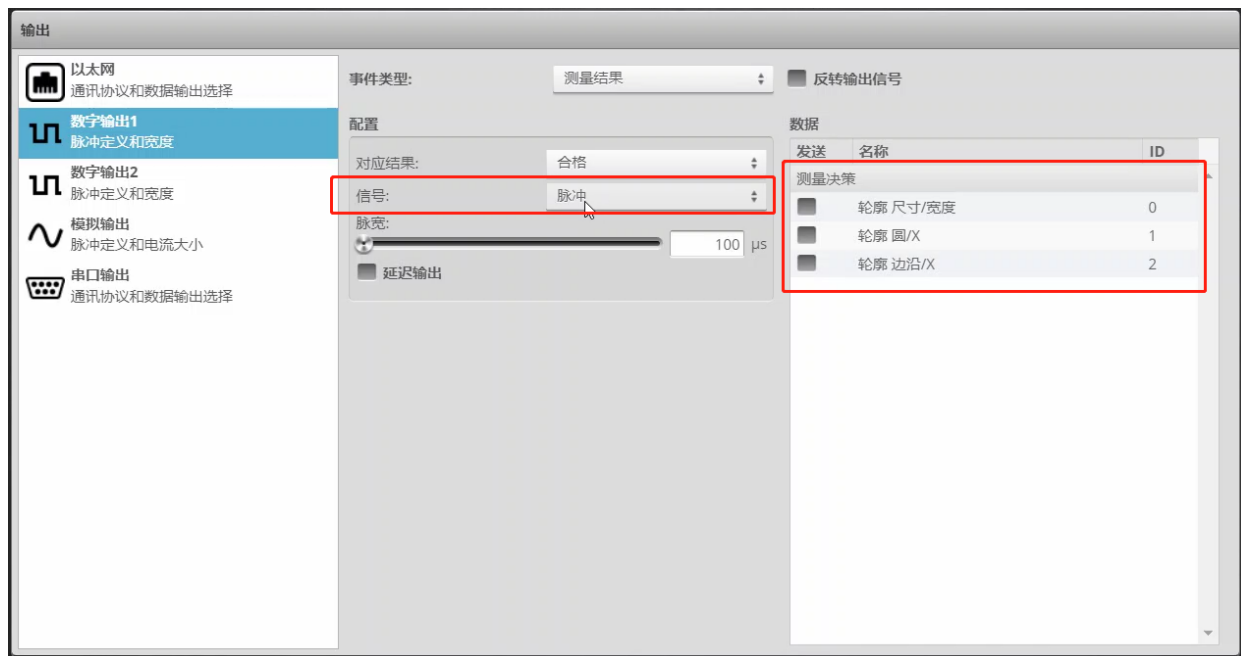 输出
以太网
通讯协议和数据输出选择
数字输出1
脉冲定义和宽度
数字输出2
脉冲定义和宽度
模拟输出
脉冲定义和电流大小
串口输出
通讯协议和数据输出选择
事件类型: 测量结果
反转输出信号
配置
对应结果: 合格
信号: 脉冲
脉宽:
100 µs
延迟输出
数据
发送 名称 ID
测量决策
轮廓 尺寸/宽度 0
轮廓 圆/X 1
轮廓 边沿/X 2